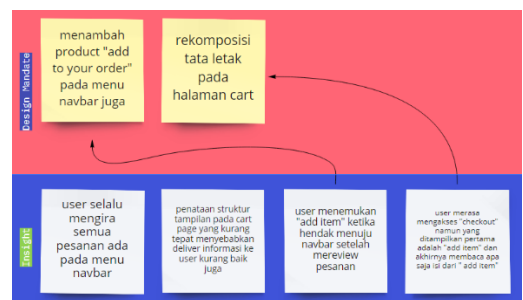 Design Mandate
menambah
product "add
to your order"
pada menu
navbar juga
rekomposisi
tata letak
pada
halaman cart
Insight
user selalu
mengira
semua
pesanan ada
pada menu
navbar
penataan struktur
tampilan pada cart
page yang kurang
tepat menyebabkan
deliver informasi ke
user kurang baik
juga
user menemukan
"add item" ketika
hendak menuju
navbar setelah
mereview
pesanan
user merasa
mengakses "checkout"
namun yang
ditampilkan pertama
adalah "add item" dan
akhirnya membaca apa
saja isi dari " add item"